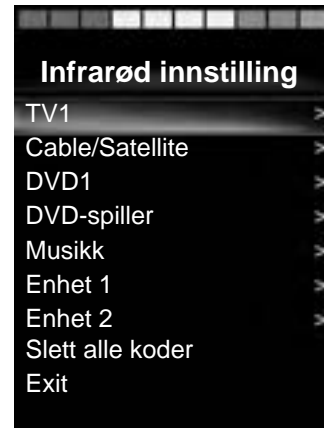 Infrarød innstilling
TV1 >
Cable/Satellite >
DVD1 >
DVD-spiller >
Musikk >
Enhet 1 >
Enhet 2 >
Slett alle koder
Exit